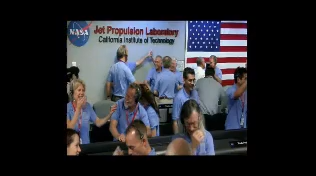 NASA
Jet Propulsion Laboratory
California Institute of Technology